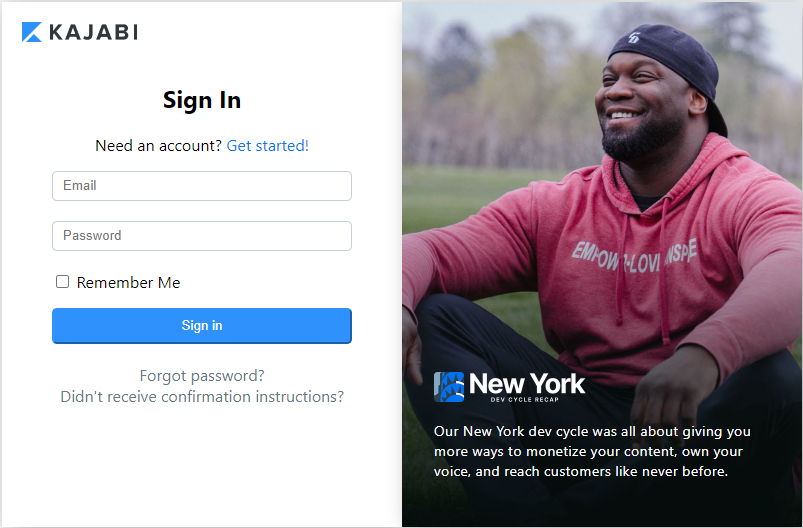 KAJABI
Sign In
Need an account? Get started!
Email
Password
Remember Me
Sign in
Forgot password?
Didn't receive confirmation instructions?
EMPOWER•LOVE•INSPIRE
New York
DEV CYCLE RECAP
Our New York dev cycle was all about giving you
more ways to monetize your content, own your
voice, and reach customers like never before.